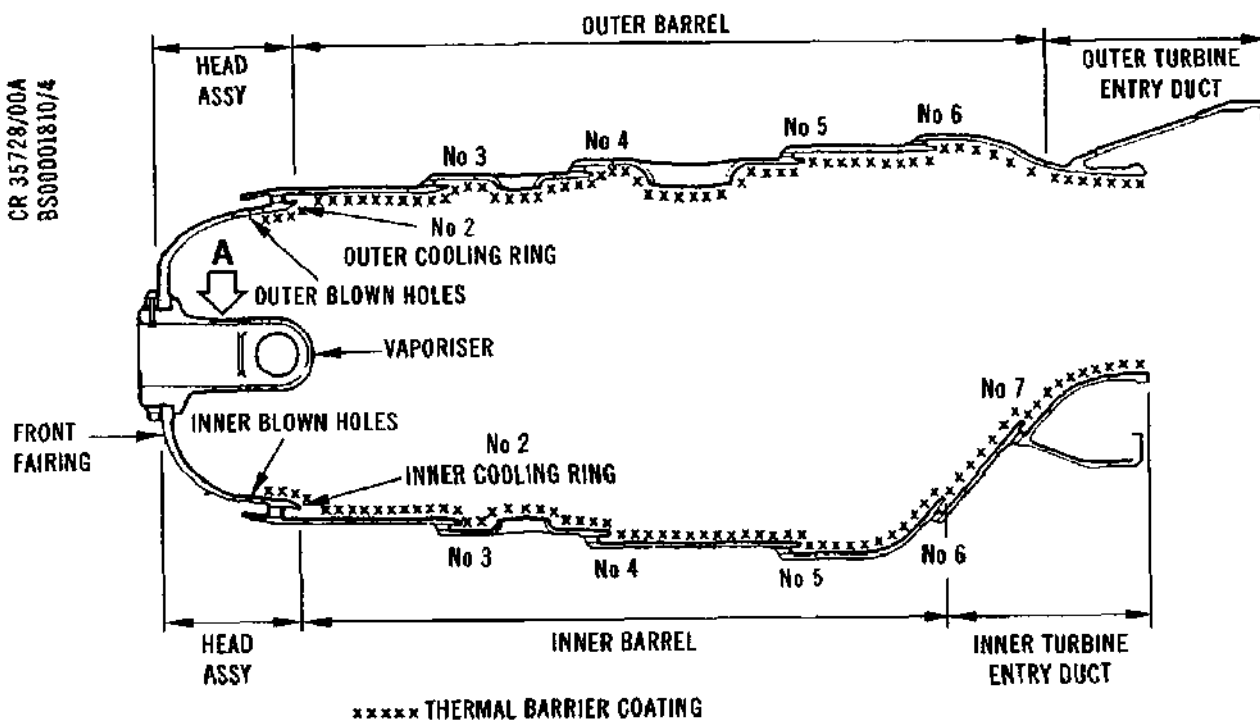 OUTER BARREL
HEAD
ASSY
OUTER TURBINE
ENTRY DUCT
CR 35728/00A
BS00001810/4
No 3
No 4
No 5
No 6
No 2
OUTER COOLING RING
A
OUTER BLOWN HOLES
VAPORISER
INNER BLOWN HOLES
FRONT
FAIRING
No 2
INNER COOLING RING
No 7
No 3
No 4
No 5
No 6
HEAD
ASSY
INNER BARREL
INNER TURBINE
ENTRY DUCT
xxxxx THERMAL BARRIER COATING